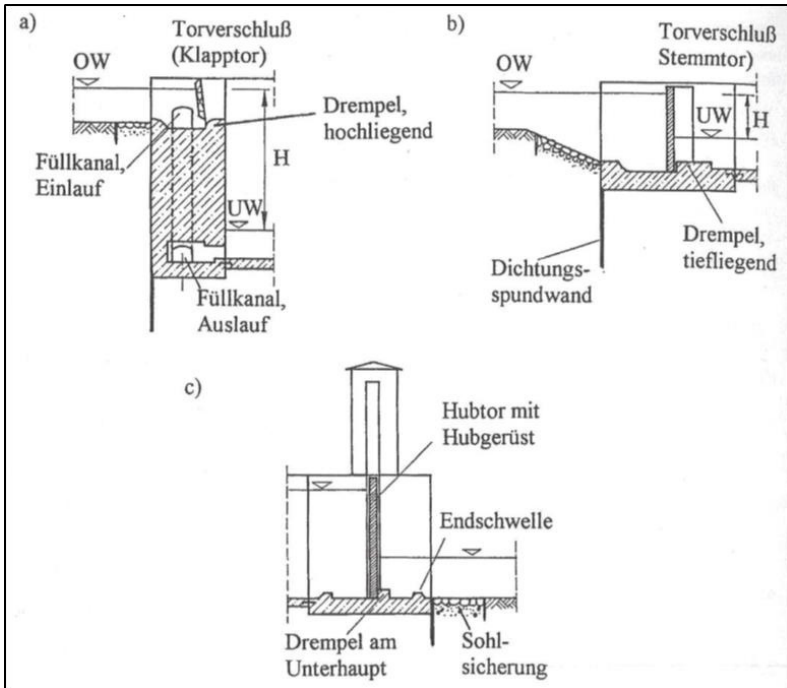 a)
Torverschluß
(Klapptor)
OW
Drempel,
hochliegend
Füllkanal,
Einlauf
H
UW
Füllkanal,
Auslauf
b)
Torverschluß
Stemmtor)
OW
UW
H
Drempel,
tiefliegend
Dichtungs-
spundwand
c)
Hubtor mit
Hubgerüst
Endschwelle
Drempel am
Unterhaupt
Sohl-
sicherung